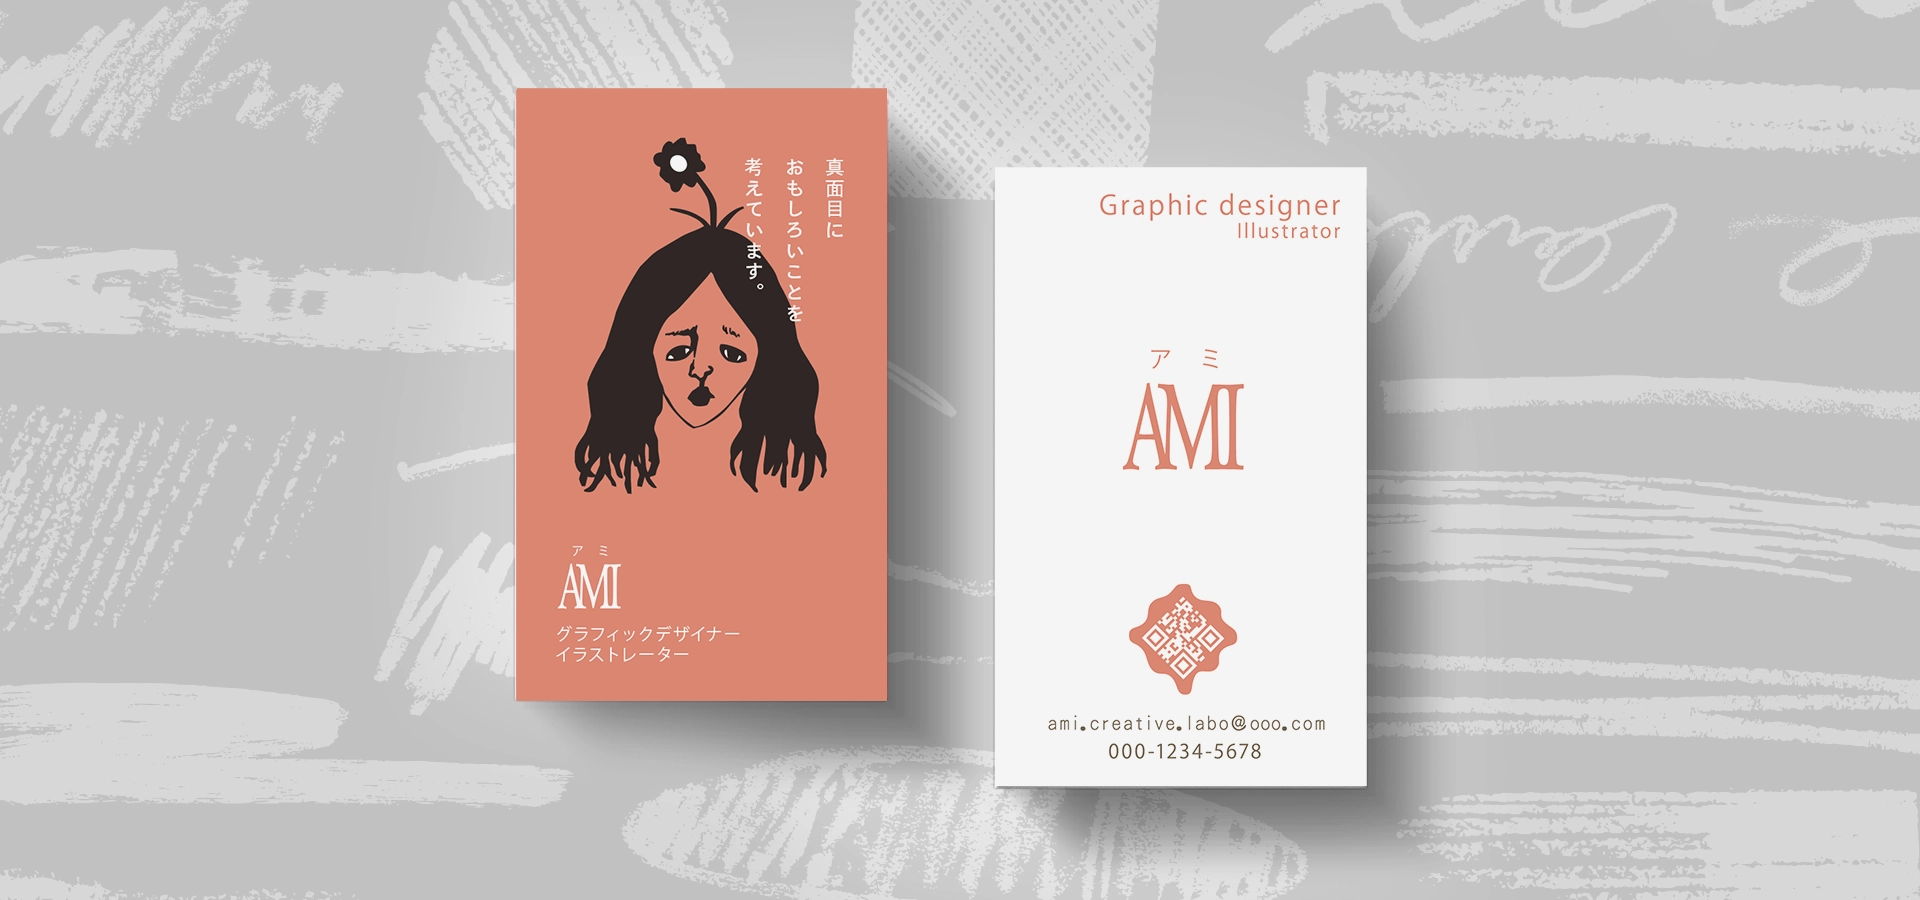 真面目に
おもしろいことを
考えています。
アミ
AMI
グラフィックデザイナー
イラストレーター
Graphic designer
Illustrator
アミ
AMI
ami.creative.labo@ooo.com
000-1234-5678